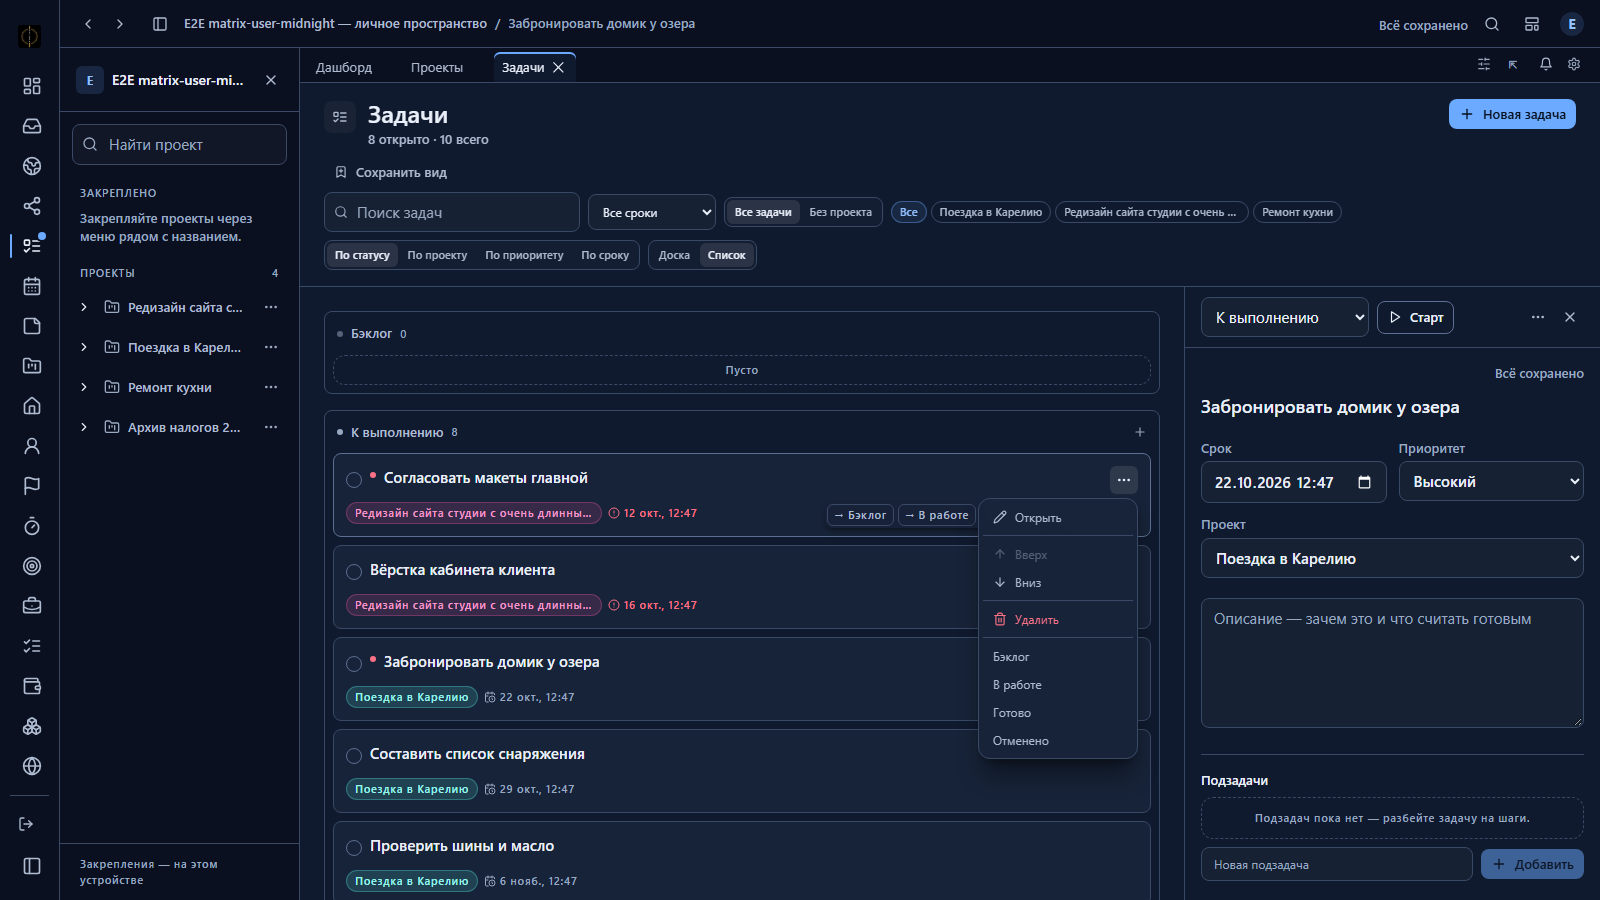 E2E matrix-user-midnight — личное пространство / Забронировать домик у озера
Всё сохранено
E
E E2E matrix-user-mi...
Найти проект
ЗАКРЕПЛЕНО
Закрепляйте проекты через
меню рядом с названием.
ПРОЕКТЫ 4
Редизайн сайта с...
Поездка в Карел...
Ремонт кухни
Архив налогов 2...
Закрепления — на этом
устройстве
Дашборд Проекты Задачи
Задачи
8 открыто · 10 всего
Новая задача
Сохранить вид
Поиск задач
Все сроки
Все задачи Без проекта
Все Поездка в Карелию Редизайн сайта студии с очень ... Ремонт кухни
По статусу По проекту По приоритету По сроку
Доска Список
Бэклог 0
Пусто
К выполнению 8
Согласовать макеты главной
Редизайн сайта студии с очень длинны... 12 окт., 12:47
→ Бэклог → В работе
Вёрстка кабинета клиента
Редизайн сайта студии с очень длинны... 16 окт., 12:47
Забронировать домик у озера
Поездка в Карелию 22 окт., 12:47
Составить список снаряжения
Поездка в Карелию 29 окт., 12:47
Проверить шины и масло
Поездка в Карелию 6 нояб., 12:47
Открыть
Вверх
Вниз
Удалить
Бэклог
В работе
Готово
Отменено
К выполнению
Старт
Всё сохранено
Забронировать домик у озера
Срок Приоритет
22.10.2026 12:47 Высокий
Проект
Поездка в Карелию
Описание — зачем это и что считать готовым
Подзадачи
Подзадач пока нет — разбейте задачу на шаги.
Новая подзадача
Добавить